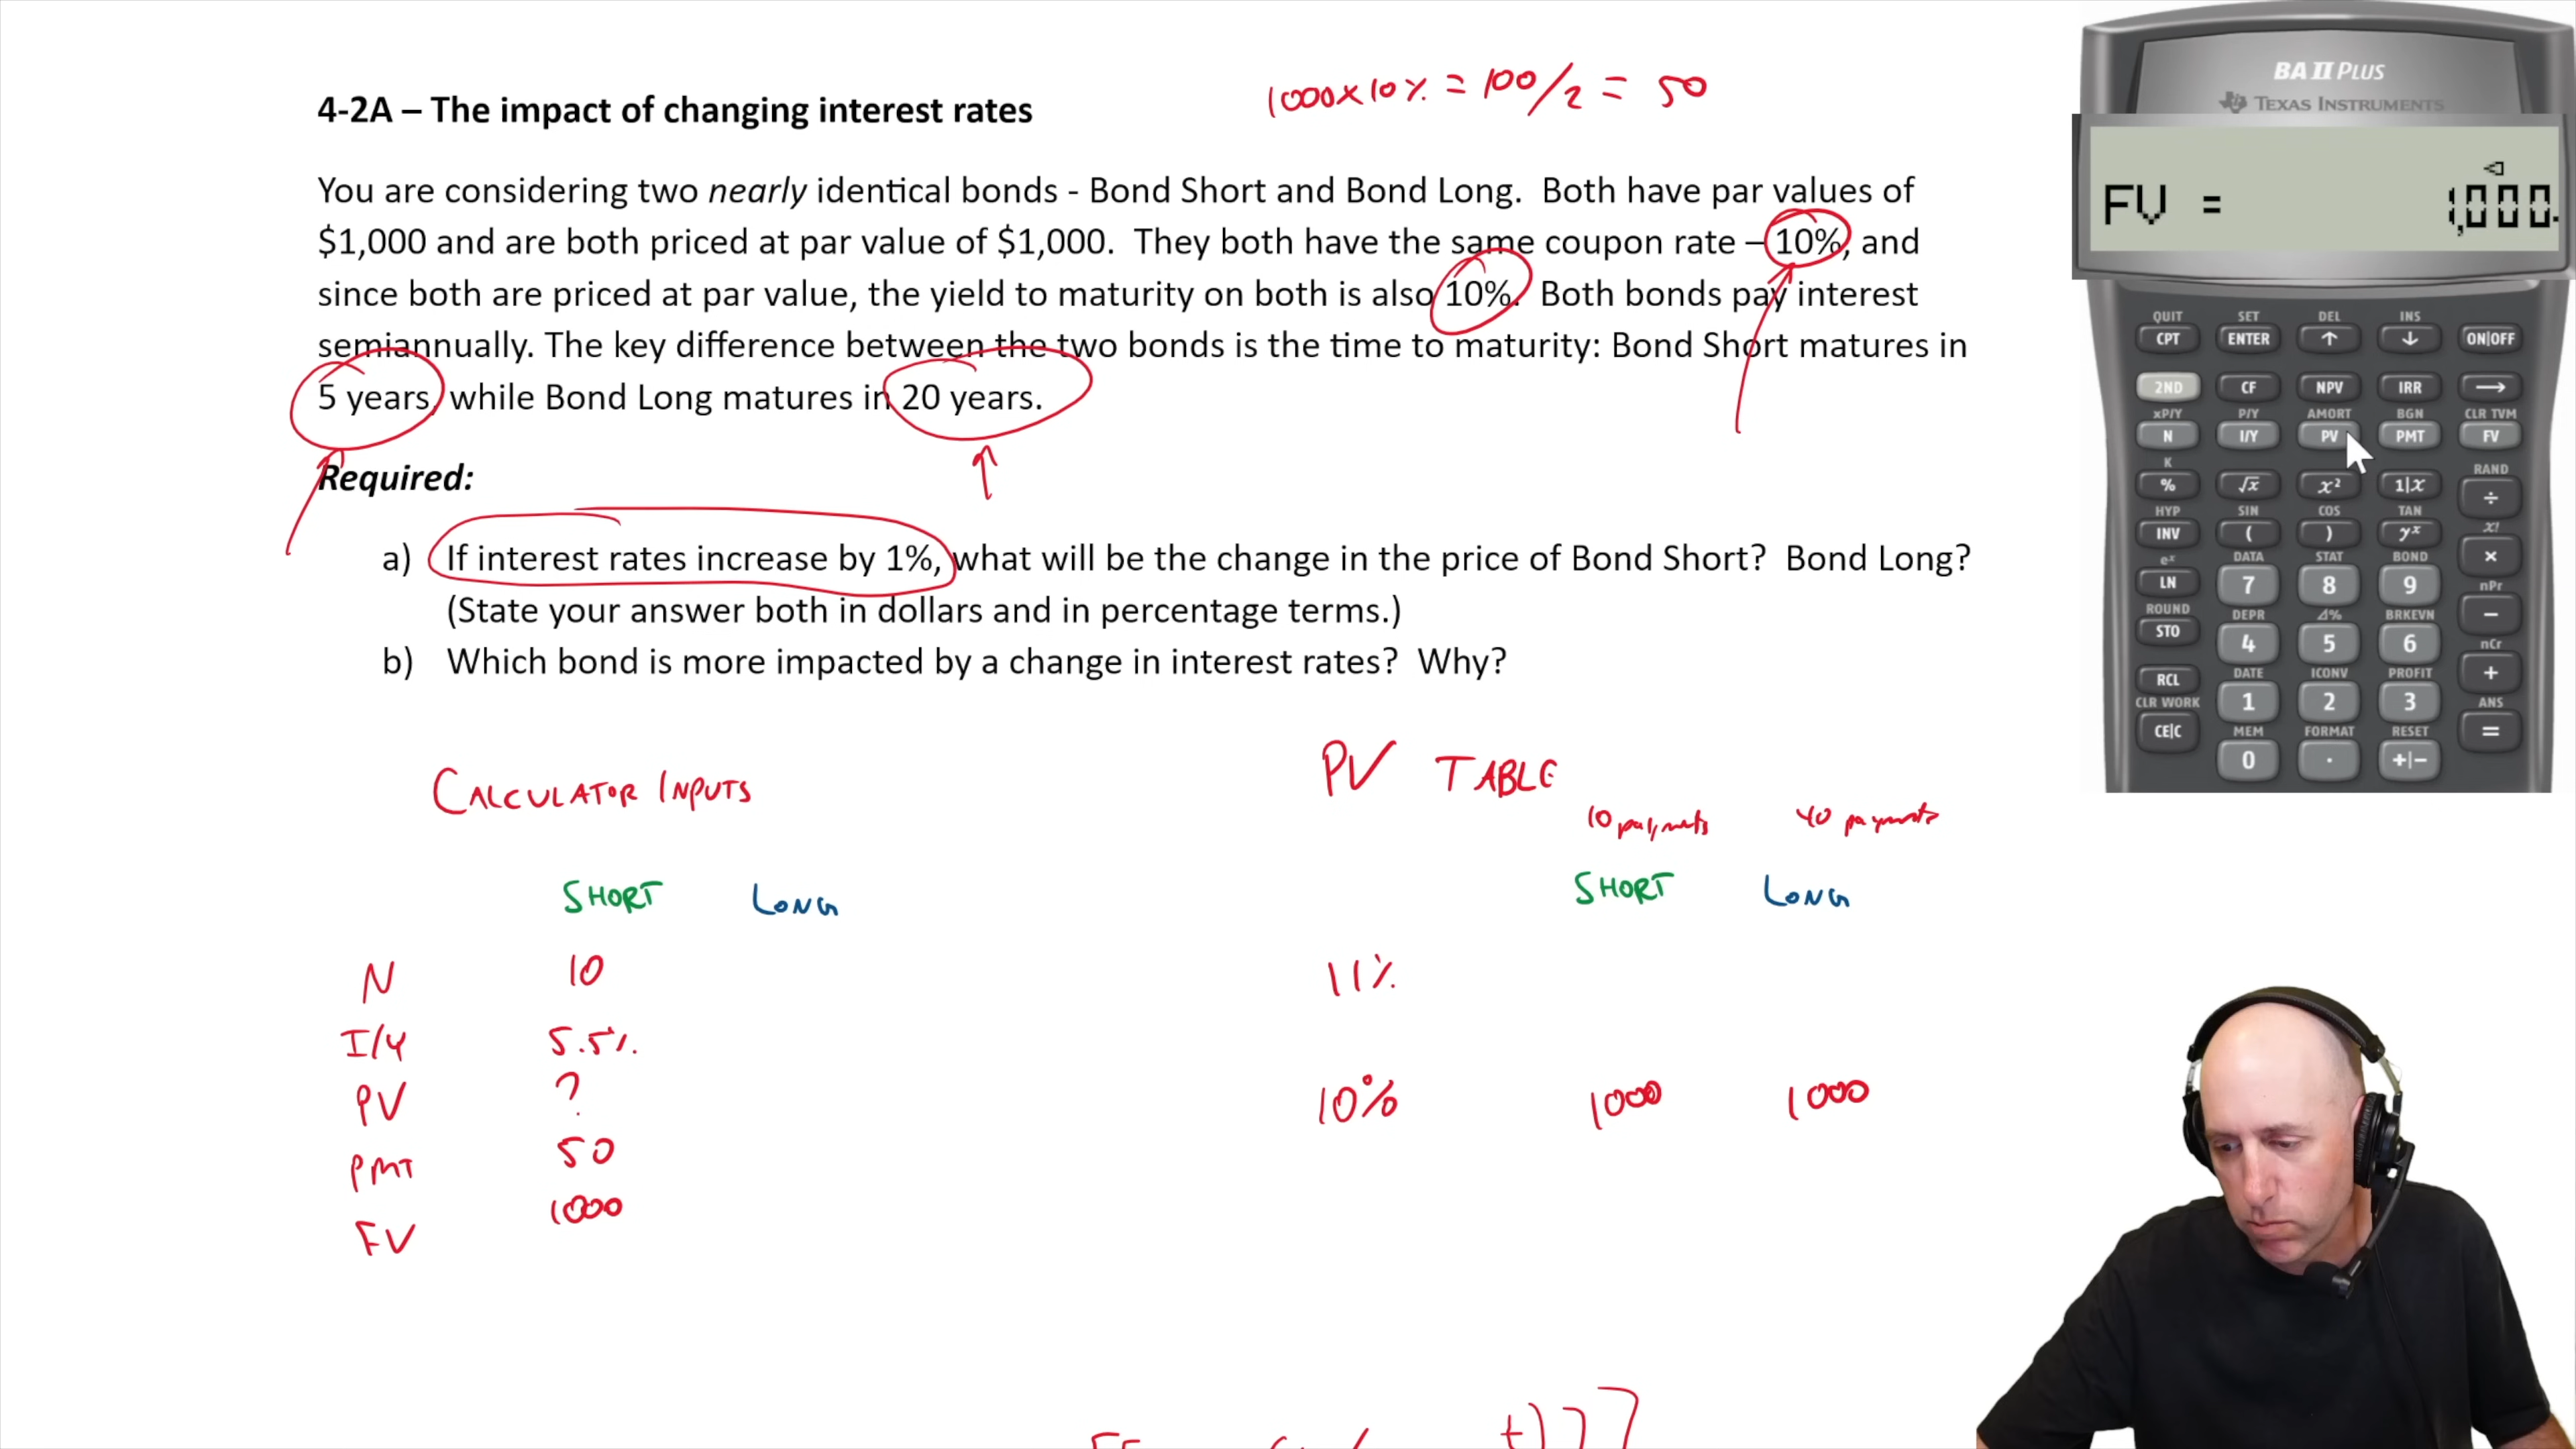 1000 x 10% = 100/2 = 50
4-2A – The impact of changing interest rates
You are considering two nearly identical bonds - Bond Short and Bond Long. Both have par values of
$1,000 and are both priced at par value of $1,000. They both have the same coupon rate – 10%, and
since both are priced at par value, the yield to maturity on both is also 10%. Both bonds pay interest
semiannually. The key difference between the two bonds is the time to maturity: Bond Short matures in
5 years, while Bond Long matures in 20 years.
Required:
a) If interest rates increase by 1%, what will be the change in the price of Bond Short? Bond Long?
(State your answer both in dollars and in percentage terms.)
b) Which bond is more impacted by a change in interest rates? Why?
CALCULATOR INPUTS
SHORT LONG
N 10
I/Y 5.5%
PV ?
PMT 50
FV 1000
PV TABLE
10 payments 40 payments
SHORT LONG
11%
10% 1000 1000
BA II PLUS
TEXAS INSTRUMENTS
FV = 1,000.
QUIT SET DEL INS
CPT ENTER ↑ ↓ ON|OFF
2ND CF NPV IRR →
xP/Y P/Y AMORT BGN CLR TVM
N I/Y PV PMT FV
K RAND
% √x x² 1|x ÷
HYP SIN COS TAN x!
INV ( ) yˣ ×
eˣ DATA STAT BOND nPr
LN 7 8 9 −
ROUND DEPR Δ% BRKEVN nCr
STO 4 5 6 +
DATE ICONV PROFIT ANS
RCL 1 2 3 =
CLR WORK MEM FORMAT RESET
CE|C 0 . +|−